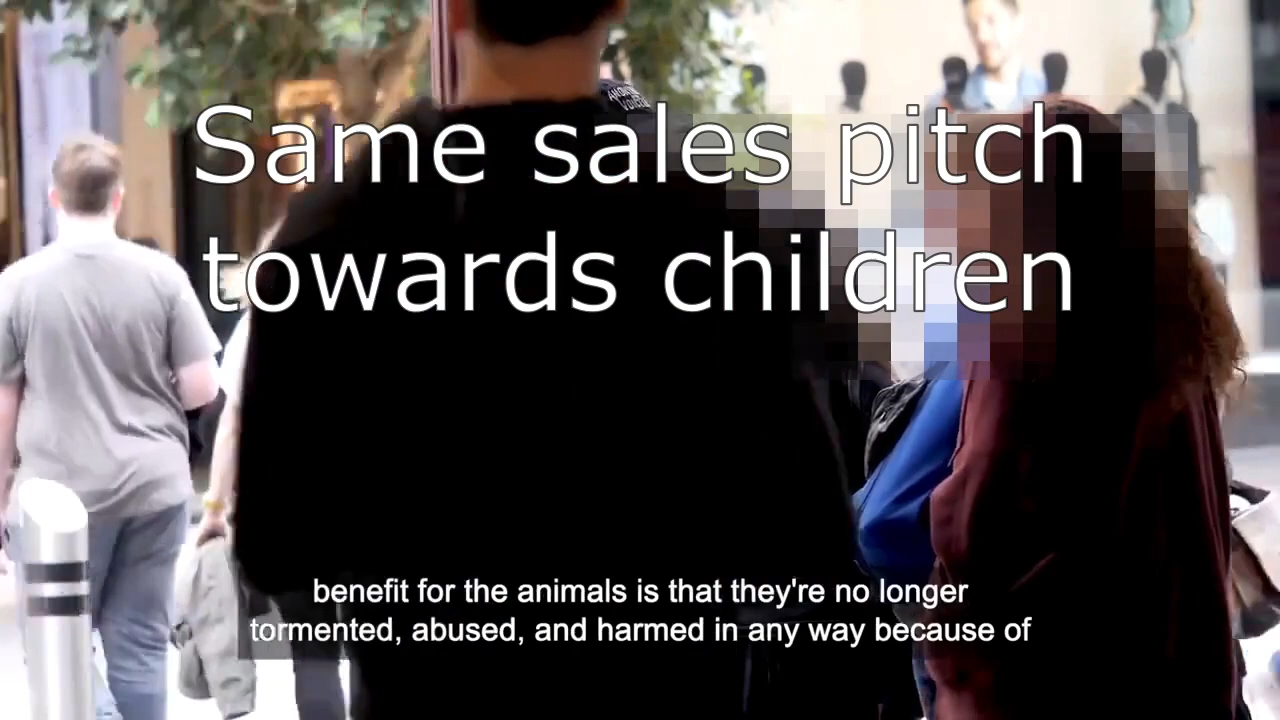 Same sales pitch
towards children
benefit for the animals is that they're no longer
tormented, abused, and harmed in any way because of